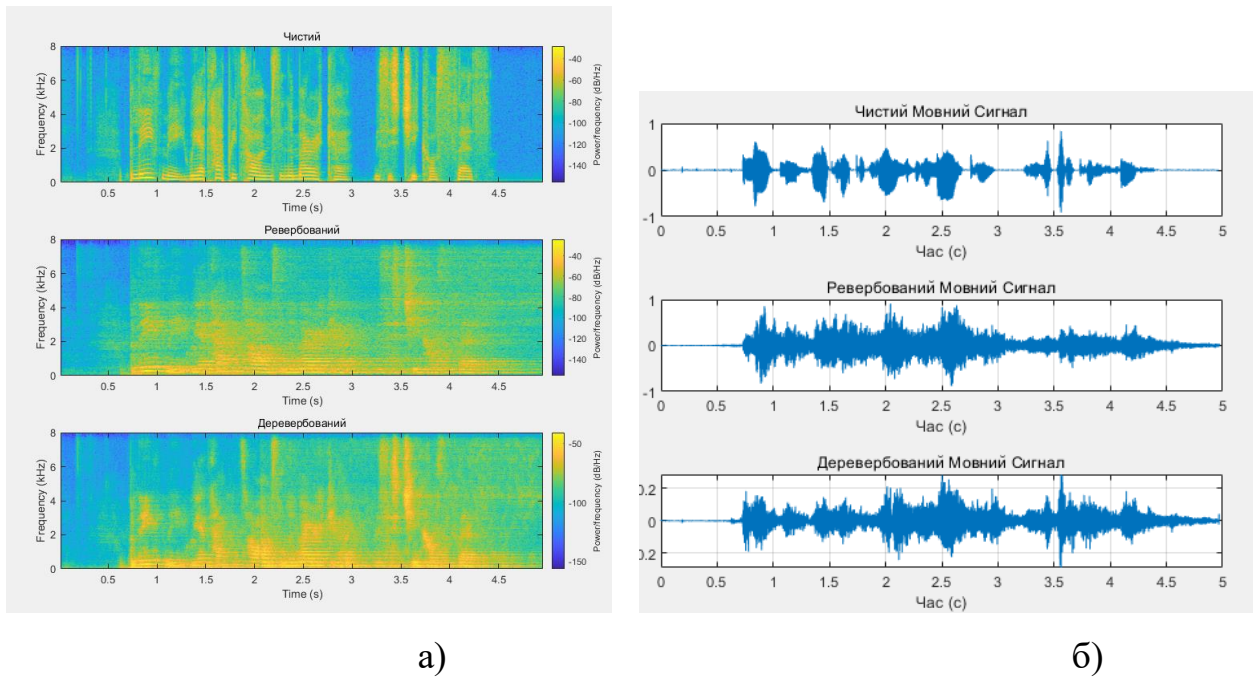 Чистий
8
6
4
2
0
Frequency (kHz)
0.5 1 1.5 2 2.5 3 3.5 4 4.5
Time (s)
-40
-60
-80
-100
-120
-140
Power/frequency (dB/Hz)
Ревербований
8
6
4
2
0
Frequency (kHz)
0.5 1 1.5 2 2.5 3 3.5 4 4.5
Time (s)
-40
-60
-80
-100
-120
-140
Power/frequency (dB/Hz)
Деревербований
8
6
4
2
0
Frequency (kHz)
0.5 1 1.5 2 2.5 3 3.5 4 4.5
Time (s)
-50
-100
-150
Power/frequency (dB/Hz)
а)
Чистий Мовний Сигнал
1
0
-1
0 0.5 1 1.5 2 2.5 3 3.5 4 4.5 5
Час (с)
Ревербований Мовний Сигнал
1
0
-1
0 0.5 1 1.5 2 2.5 3 3.5 4 4.5 5
Час (с)
Деревербований Мовний Сигнал
0.2
0
0.2
0 0.5 1 1.5 2 2.5 3 3.5 4 4.5 5
Час (с)
б)